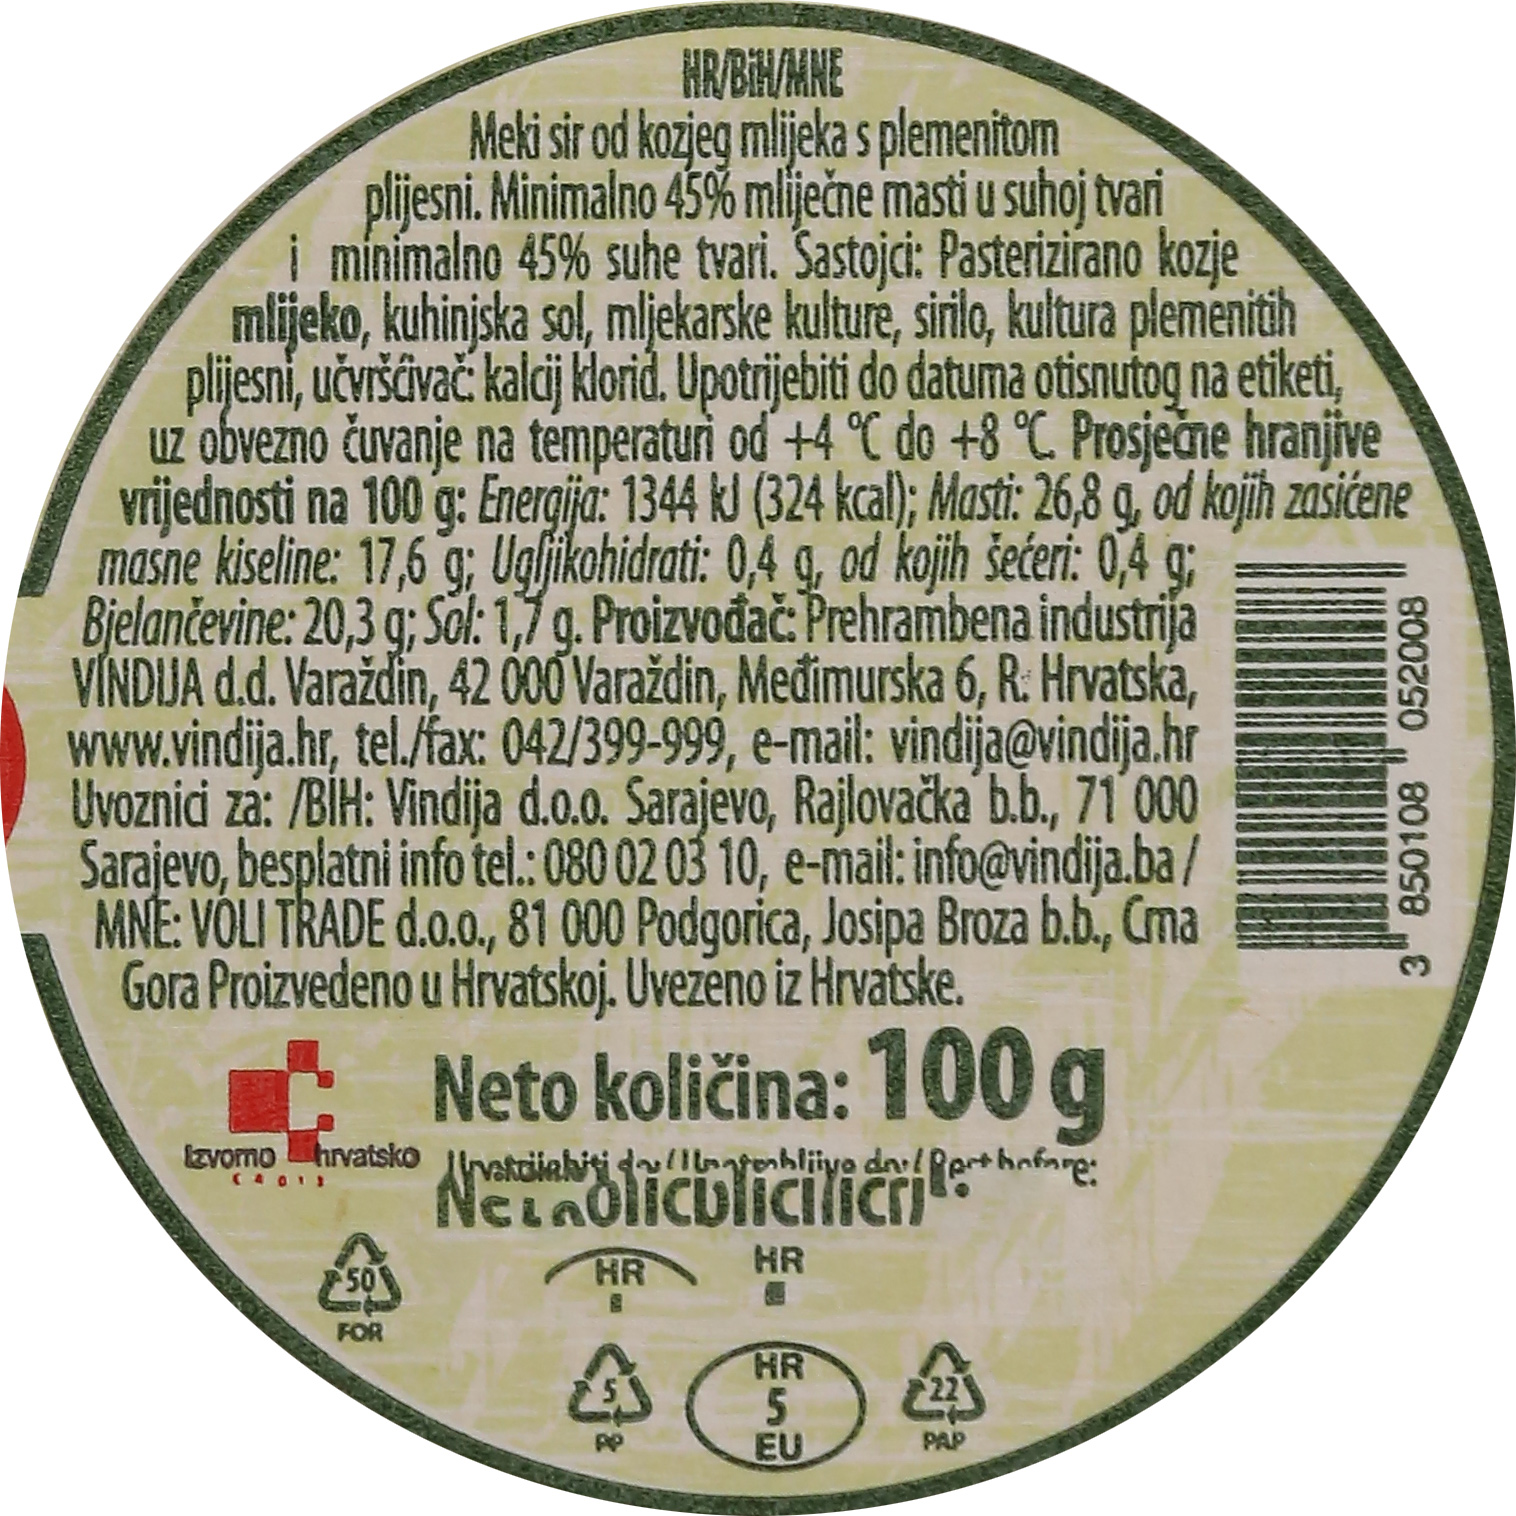 HR/BiH/MNE
Meki sir od kozjeg mlijeka s plemenitom
plijesni. Minimalno 45% mliječne masti u suhoj tvari
i minimalno 45% suhe tvari. Sastojci: Pasterizirano kozje
mlijeko, kuhinjska sol, mljekarske kulture, sirilo, kultura plemenitih
plijesni, učvršćivač: kalcij klorid. Upotrijebiti do datuma otisnutog na etiketi,
uz obvezno čuvanje na temperaturi od +4 °C do +8 °C. Prosječne hranjive
vrijednosti na 100 g: Energija: 1344 kJ (324 kcal); Masti: 26,8 g, od kojih zasićene
masne kiseline: 17,6 g; Ugljikohidrati: 0,4 g, od kojih šećeri: 0,4 g;
Bjelančevine: 20,3 g; Sol: 1,7 g. Proizvođač: Prehrambena industrija
VINDIJA d.d. Varaždin, 42 000 Varaždin, Međimurska 6, R. Hrvatska,
www.vindija.hr, tel./fax: 042/399-999, e-mail: vindija@vindija.hr
Uvoznici za: /BIH: Vindija d.o.o. Sarajevo, Rajlovačka b.b., 71 000
Sarajevo, besplatni info tel.: 080 02 03 10, e-mail: info@vindija.ba /
MNE: VOLI TRADE d.o.o., 81 000 Podgorica, Josipa Broza b.b., Crna
Gora Proizvedeno u Hrvatskoj. Uvezeno iz Hrvatske.
3 850108 052008
Neto količina: 100 g
Izvorno hrvatsko
HR
HR
50
FOR
5
PP
HR
5
EU
22
PAP